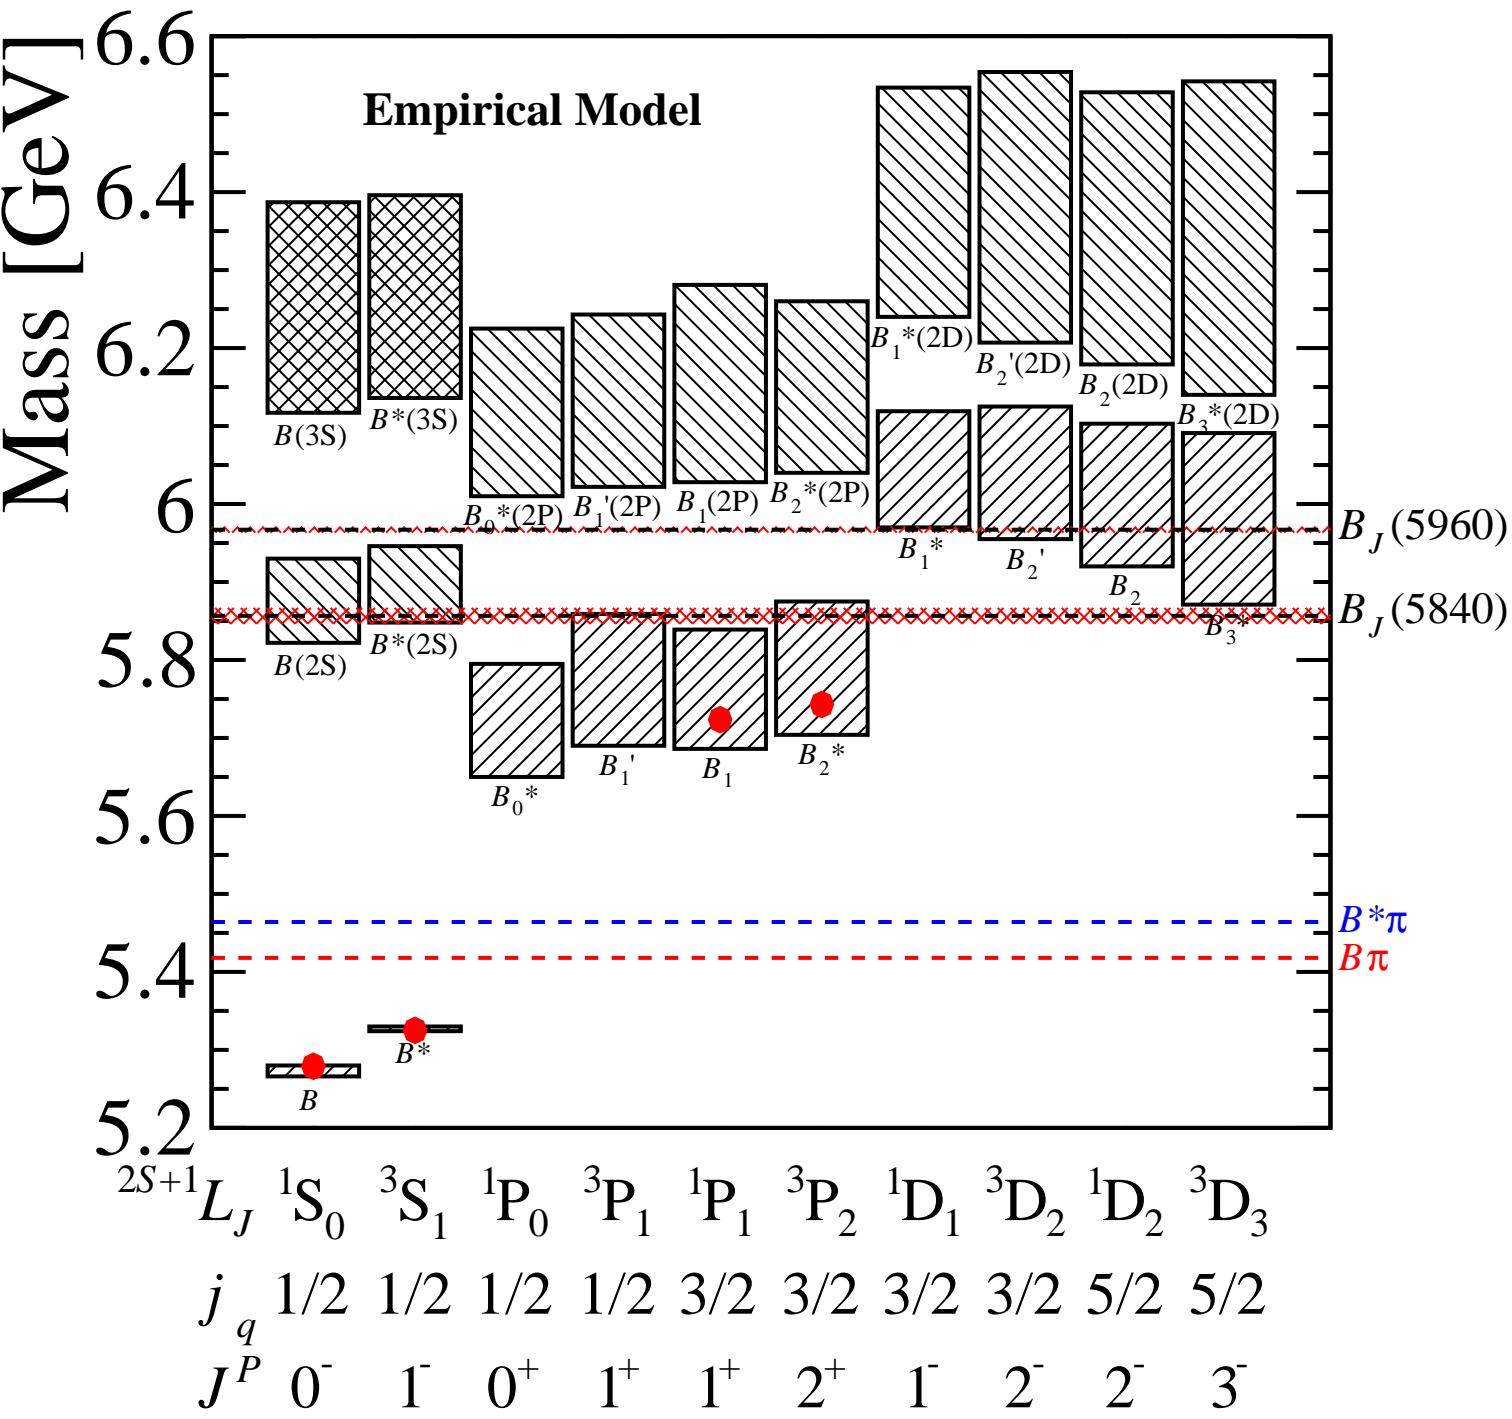 Mass [GeV]
6.6
6.4
6.2
6
5.8
5.6
5.4
5.2
Empirical Model
B(3S)
B*(3S)
B0*(2P)
B1'(2P)
B1(2P)
B2*(2P)
B1*(2D)
B2'(2D)
B2(2D)
B3*(2D)
B(2S)
B*(2S)
B0*
B1'
B1
B2*
B1*
B2'
B2
B3*
B
B*
BJ(5960)
BJ(5840)
B*π
Bπ
2S+1LJ 1S0 3S1 1P0 3P1 1P1 3P2 1D1 3D2 1D2 3D3
jq 1/2 1/2 1/2 1/2 3/2 3/2 3/2 3/2 5/2 5/2
JP 0- 1- 0+ 1+ 1+ 2+ 1- 2- 2- 3-